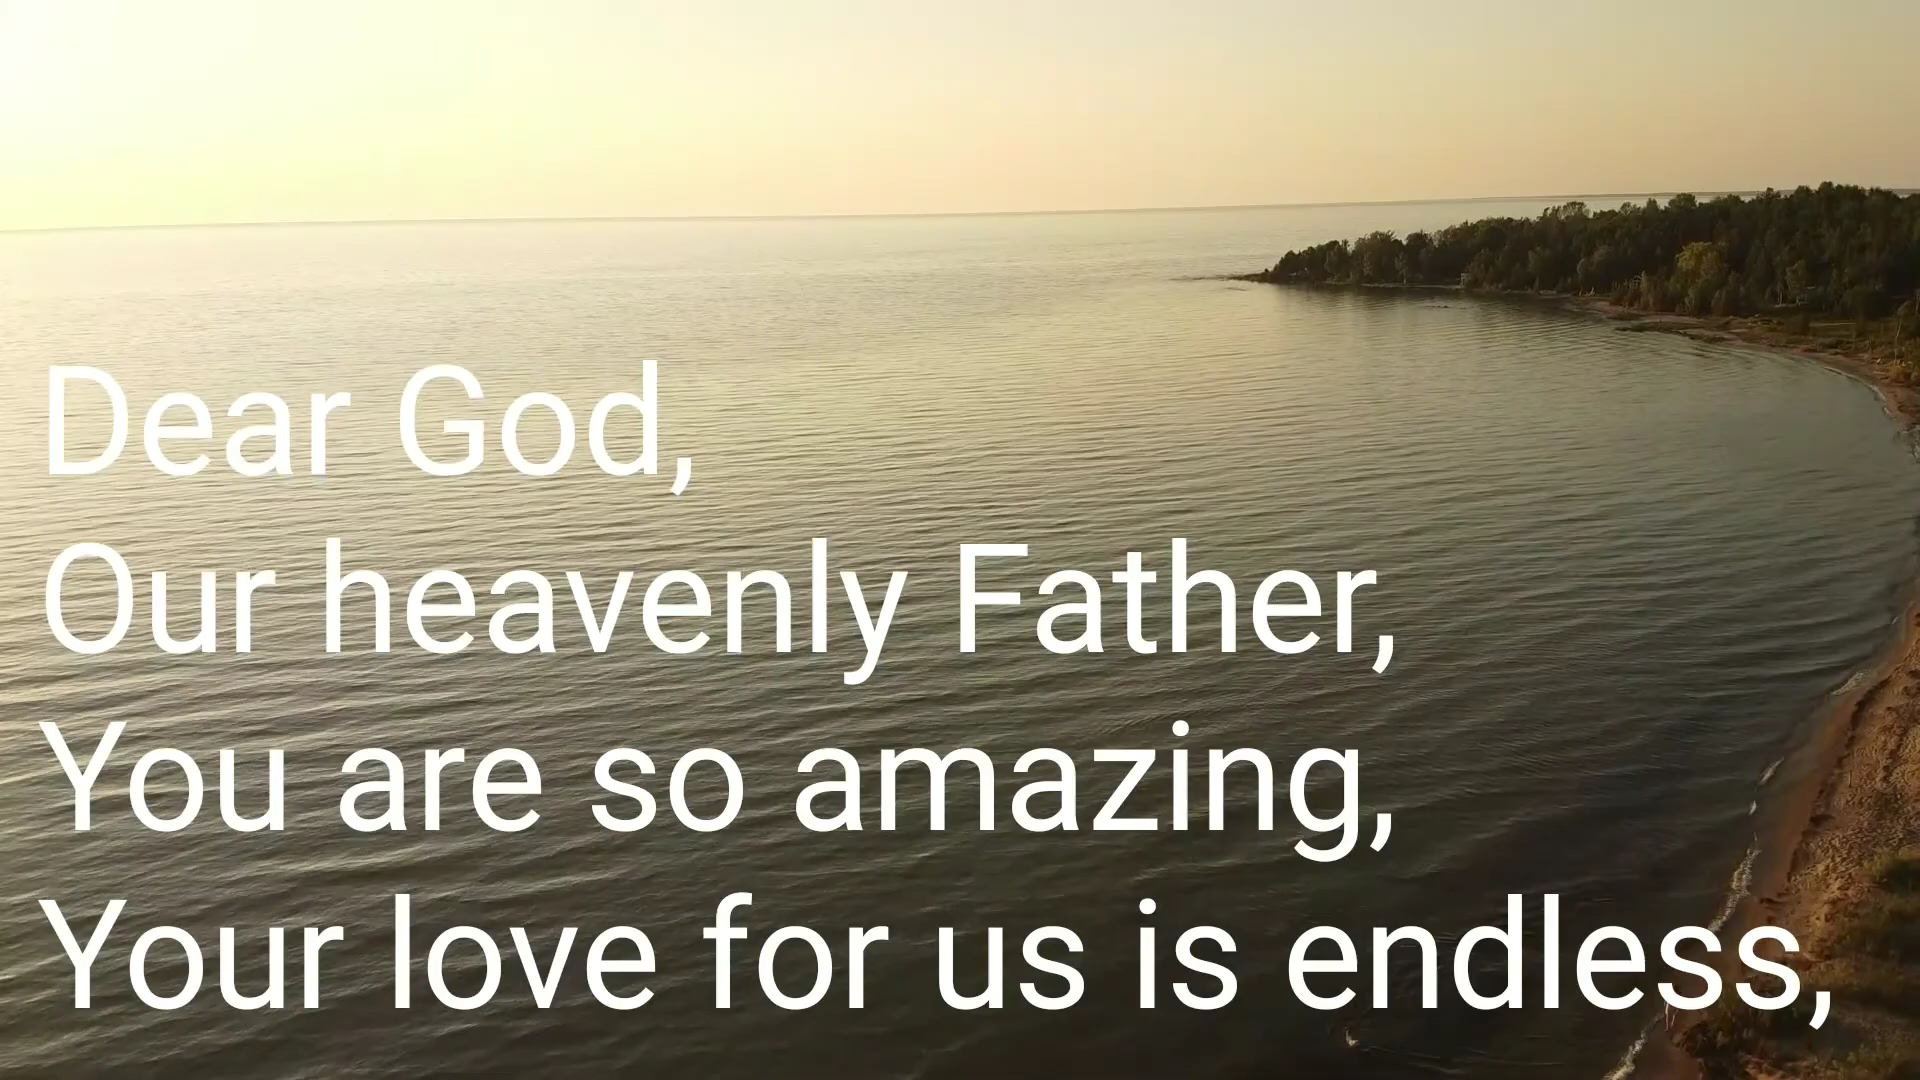 Dear God,
Our heavenly Father,
You are so amazing,
Your love for us is endless,